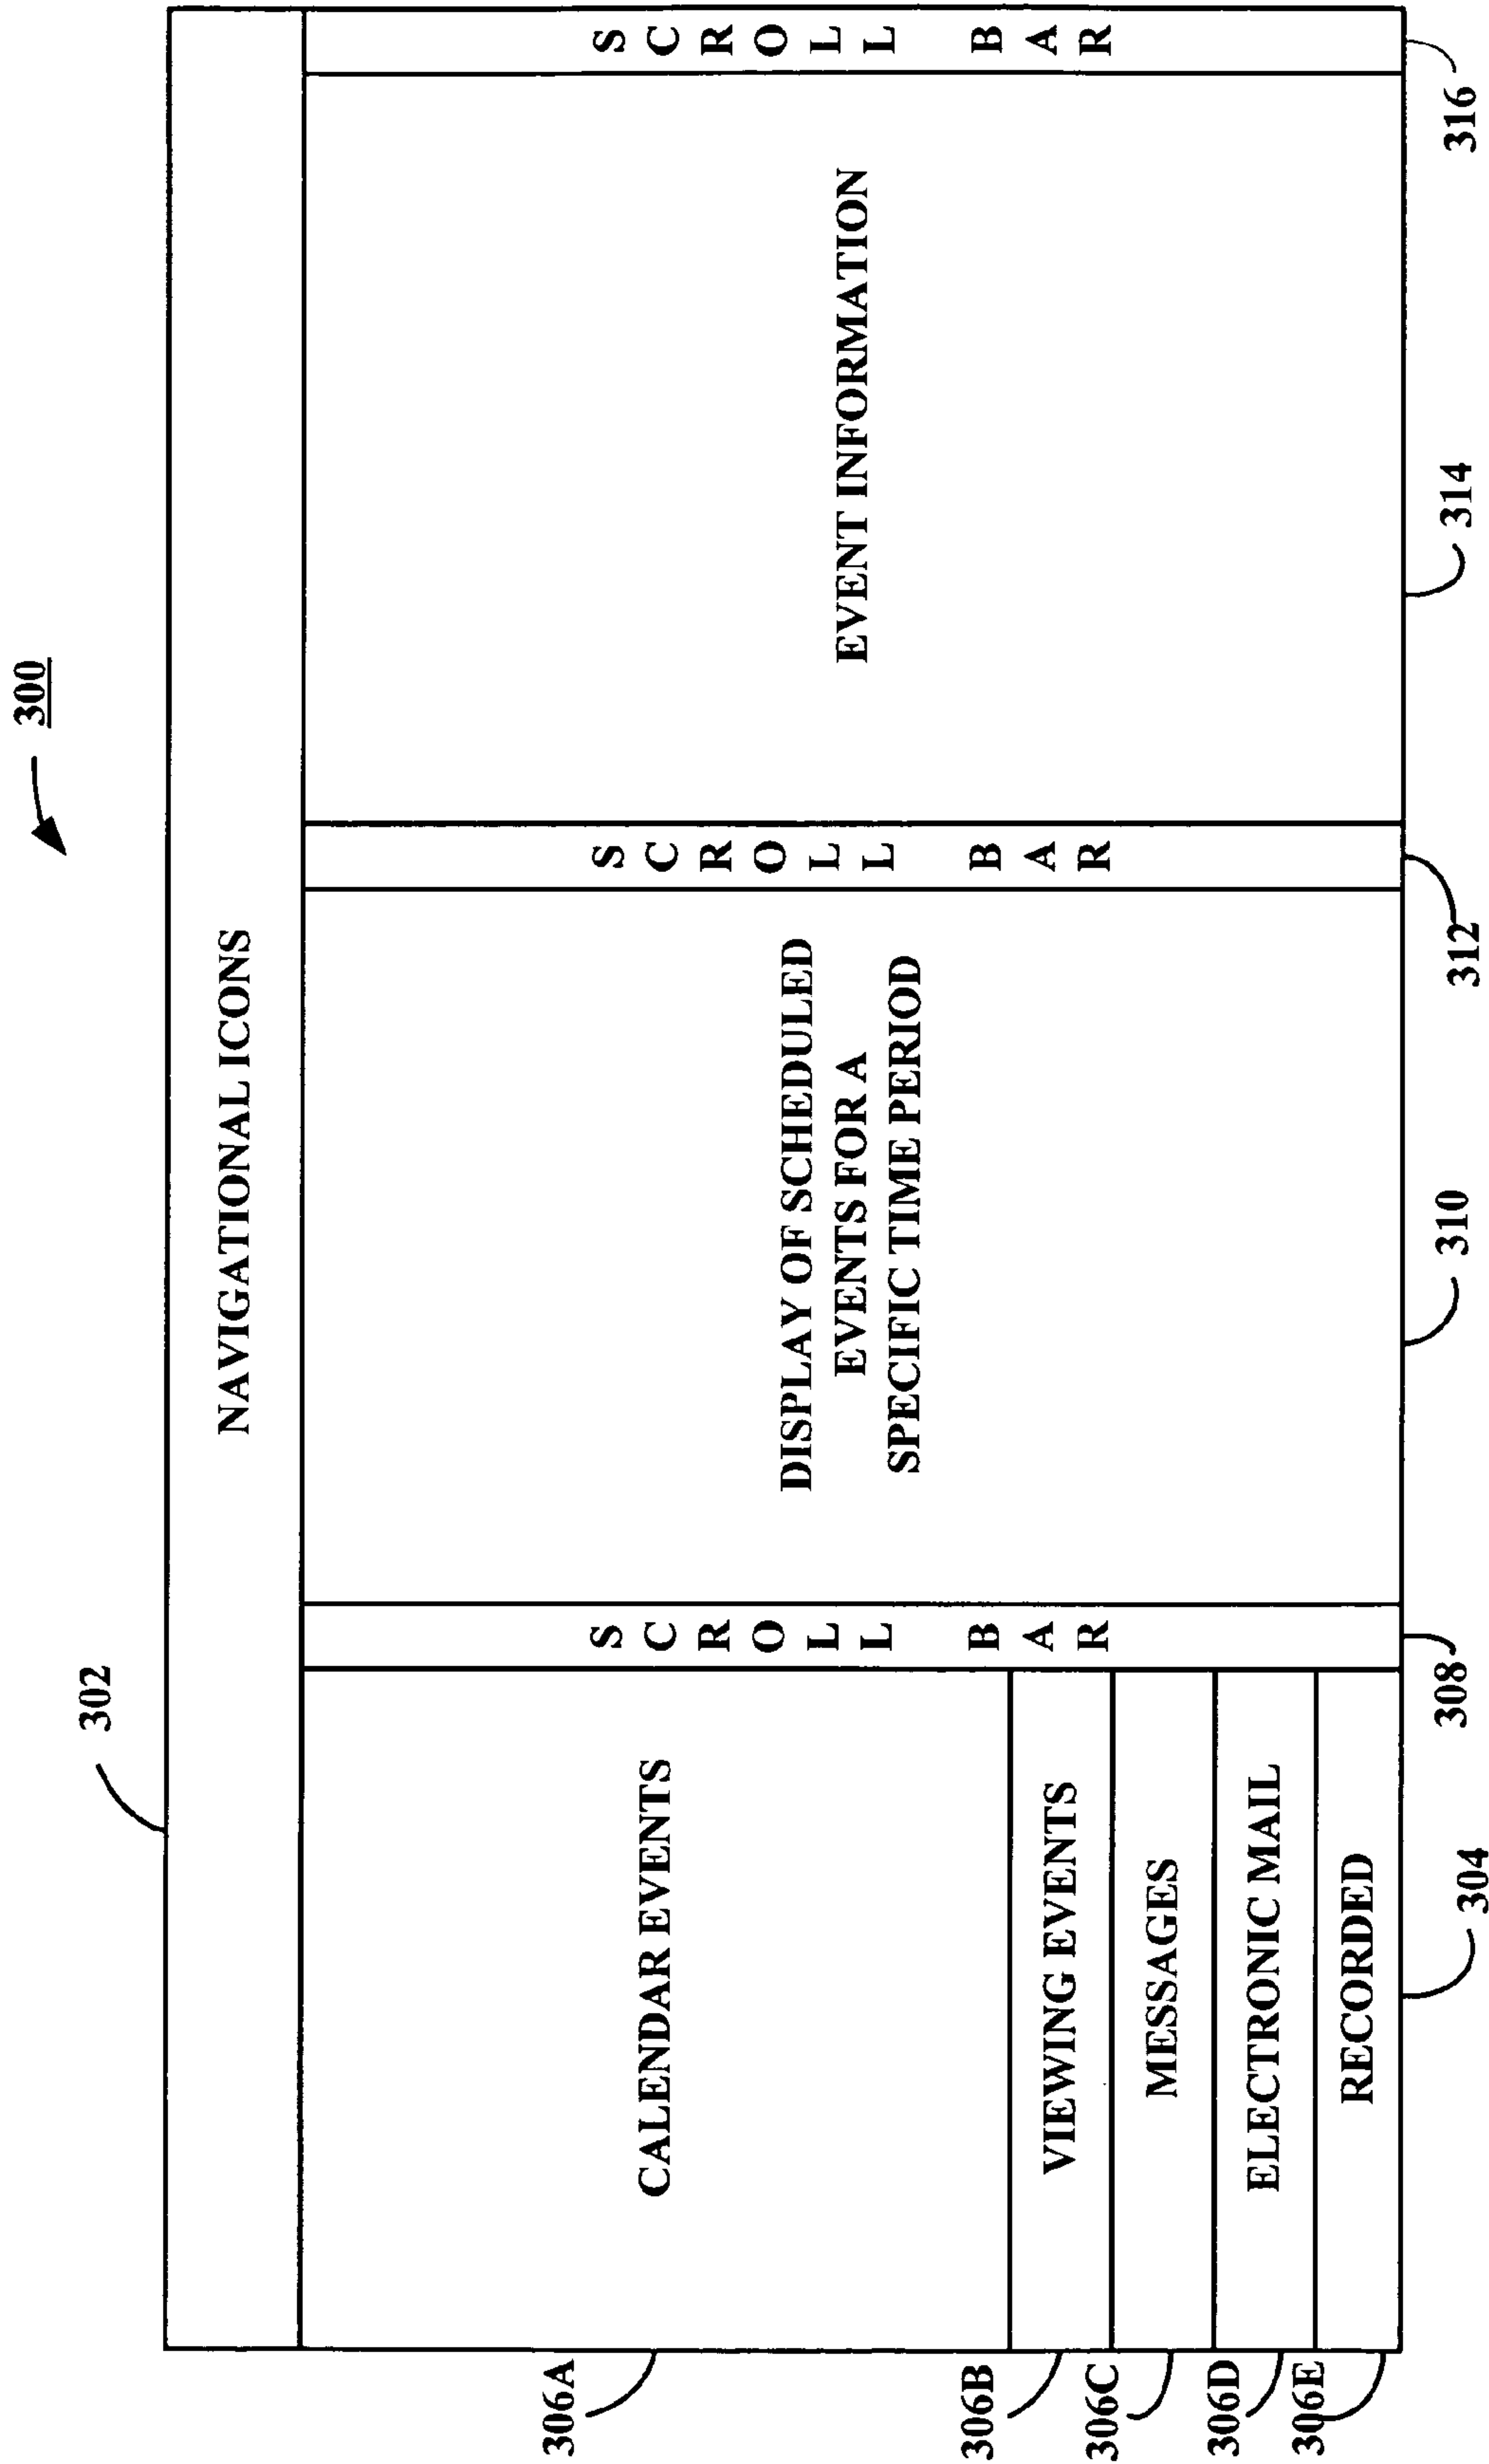 300
302
NAVIGATIONAL ICONS
306A
CALENDAR EVENTS
306B
VIEWING EVENTS
306C
MESSAGES
306D
ELECTRONIC MAIL
306E
RECORDED
304
SCROLL BAR
308
DISPLAY OF SCHEDULED
EVENTS FOR A
SPECIFIC TIME PERIOD
310
SCROLL BAR
312
EVENT INFORMATION
314
SCROLL BAR
316